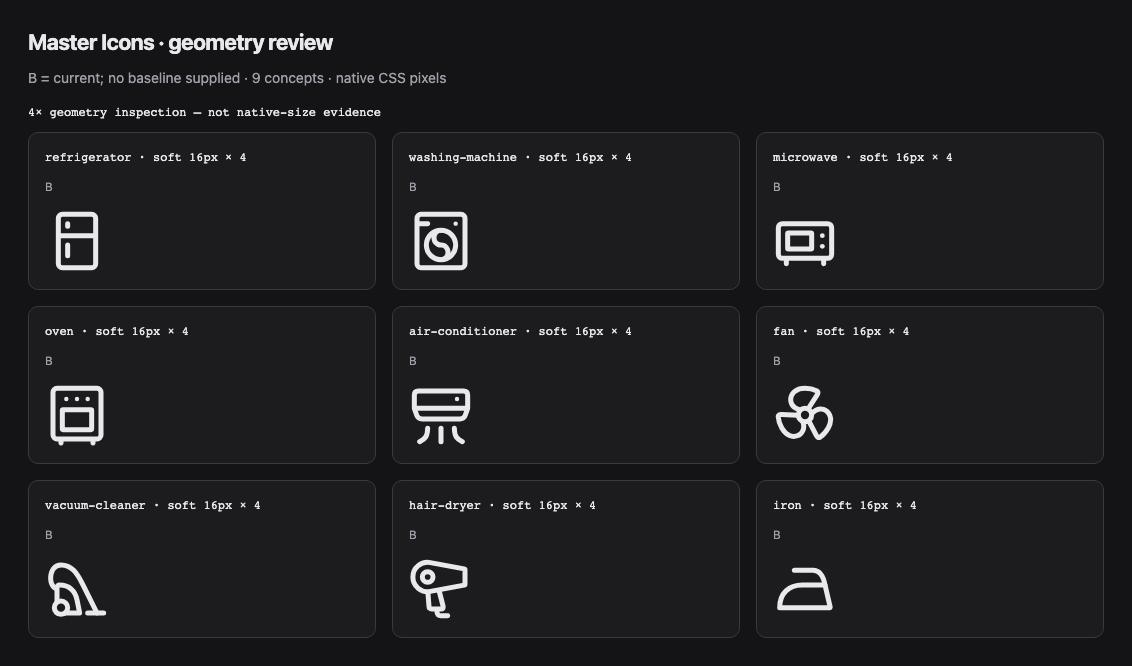 Master Icons · geometry review
B = current; no baseline supplied · 9 concepts · native CSS pixels
4× geometry inspection — not native-size evidence
refrigerator · soft 16px × 4
B
washing-machine · soft 16px × 4
B
microwave · soft 16px × 4
B
oven · soft 16px × 4
B
air-conditioner · soft 16px × 4
B
fan · soft 16px × 4
B
vacuum-cleaner · soft 16px × 4
B
hair-dryer · soft 16px × 4
B
iron · soft 16px × 4
B